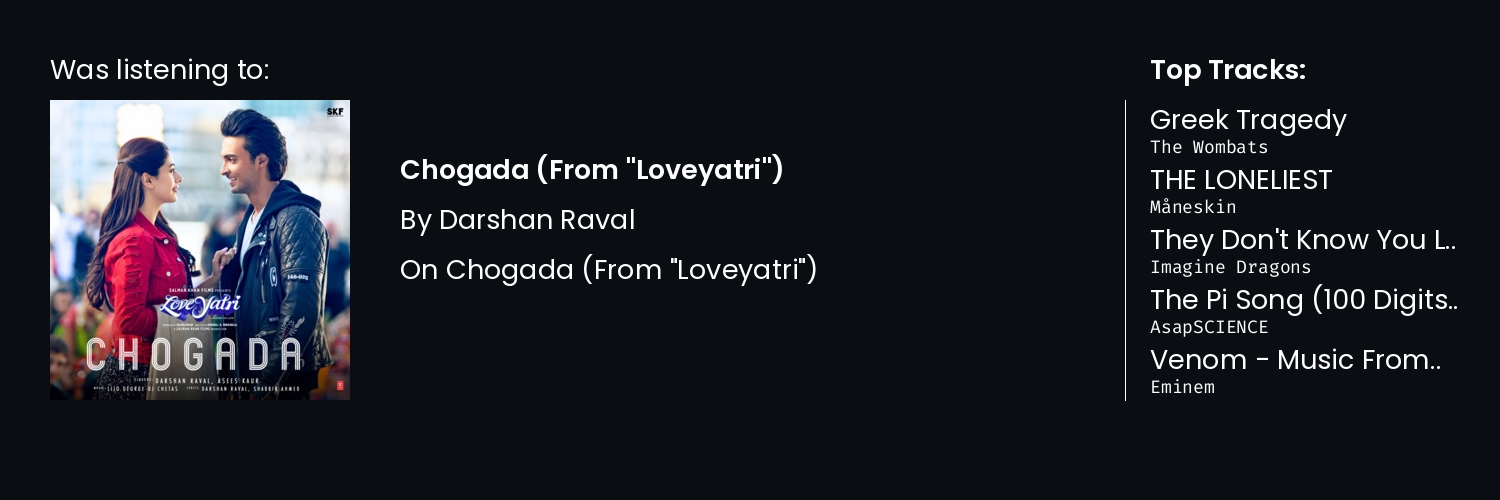 Was listening to:
SKF
SALMAN KHAN FILMS PRESENTS
LoveYatri
CHOGADA
SINGERS: DARSHAN RAVAL, ASEES KAUR
MUSIC: LIJO GEORGE-DJ CHETAS LYRICS: DARSHAN RAVAL, SHABBIR AHMED
Chogada (From "Loveyatri")
By Darshan Raval
On Chogada (From "Loveyatri")
Top Tracks:
Greek Tragedy
The Wombats
THE LONELIEST
Måneskin
They Don't Know You L..
Imagine Dragons
The Pi Song (100 Digits..
AsapSCIENCE
Venom - Music From..
Eminem